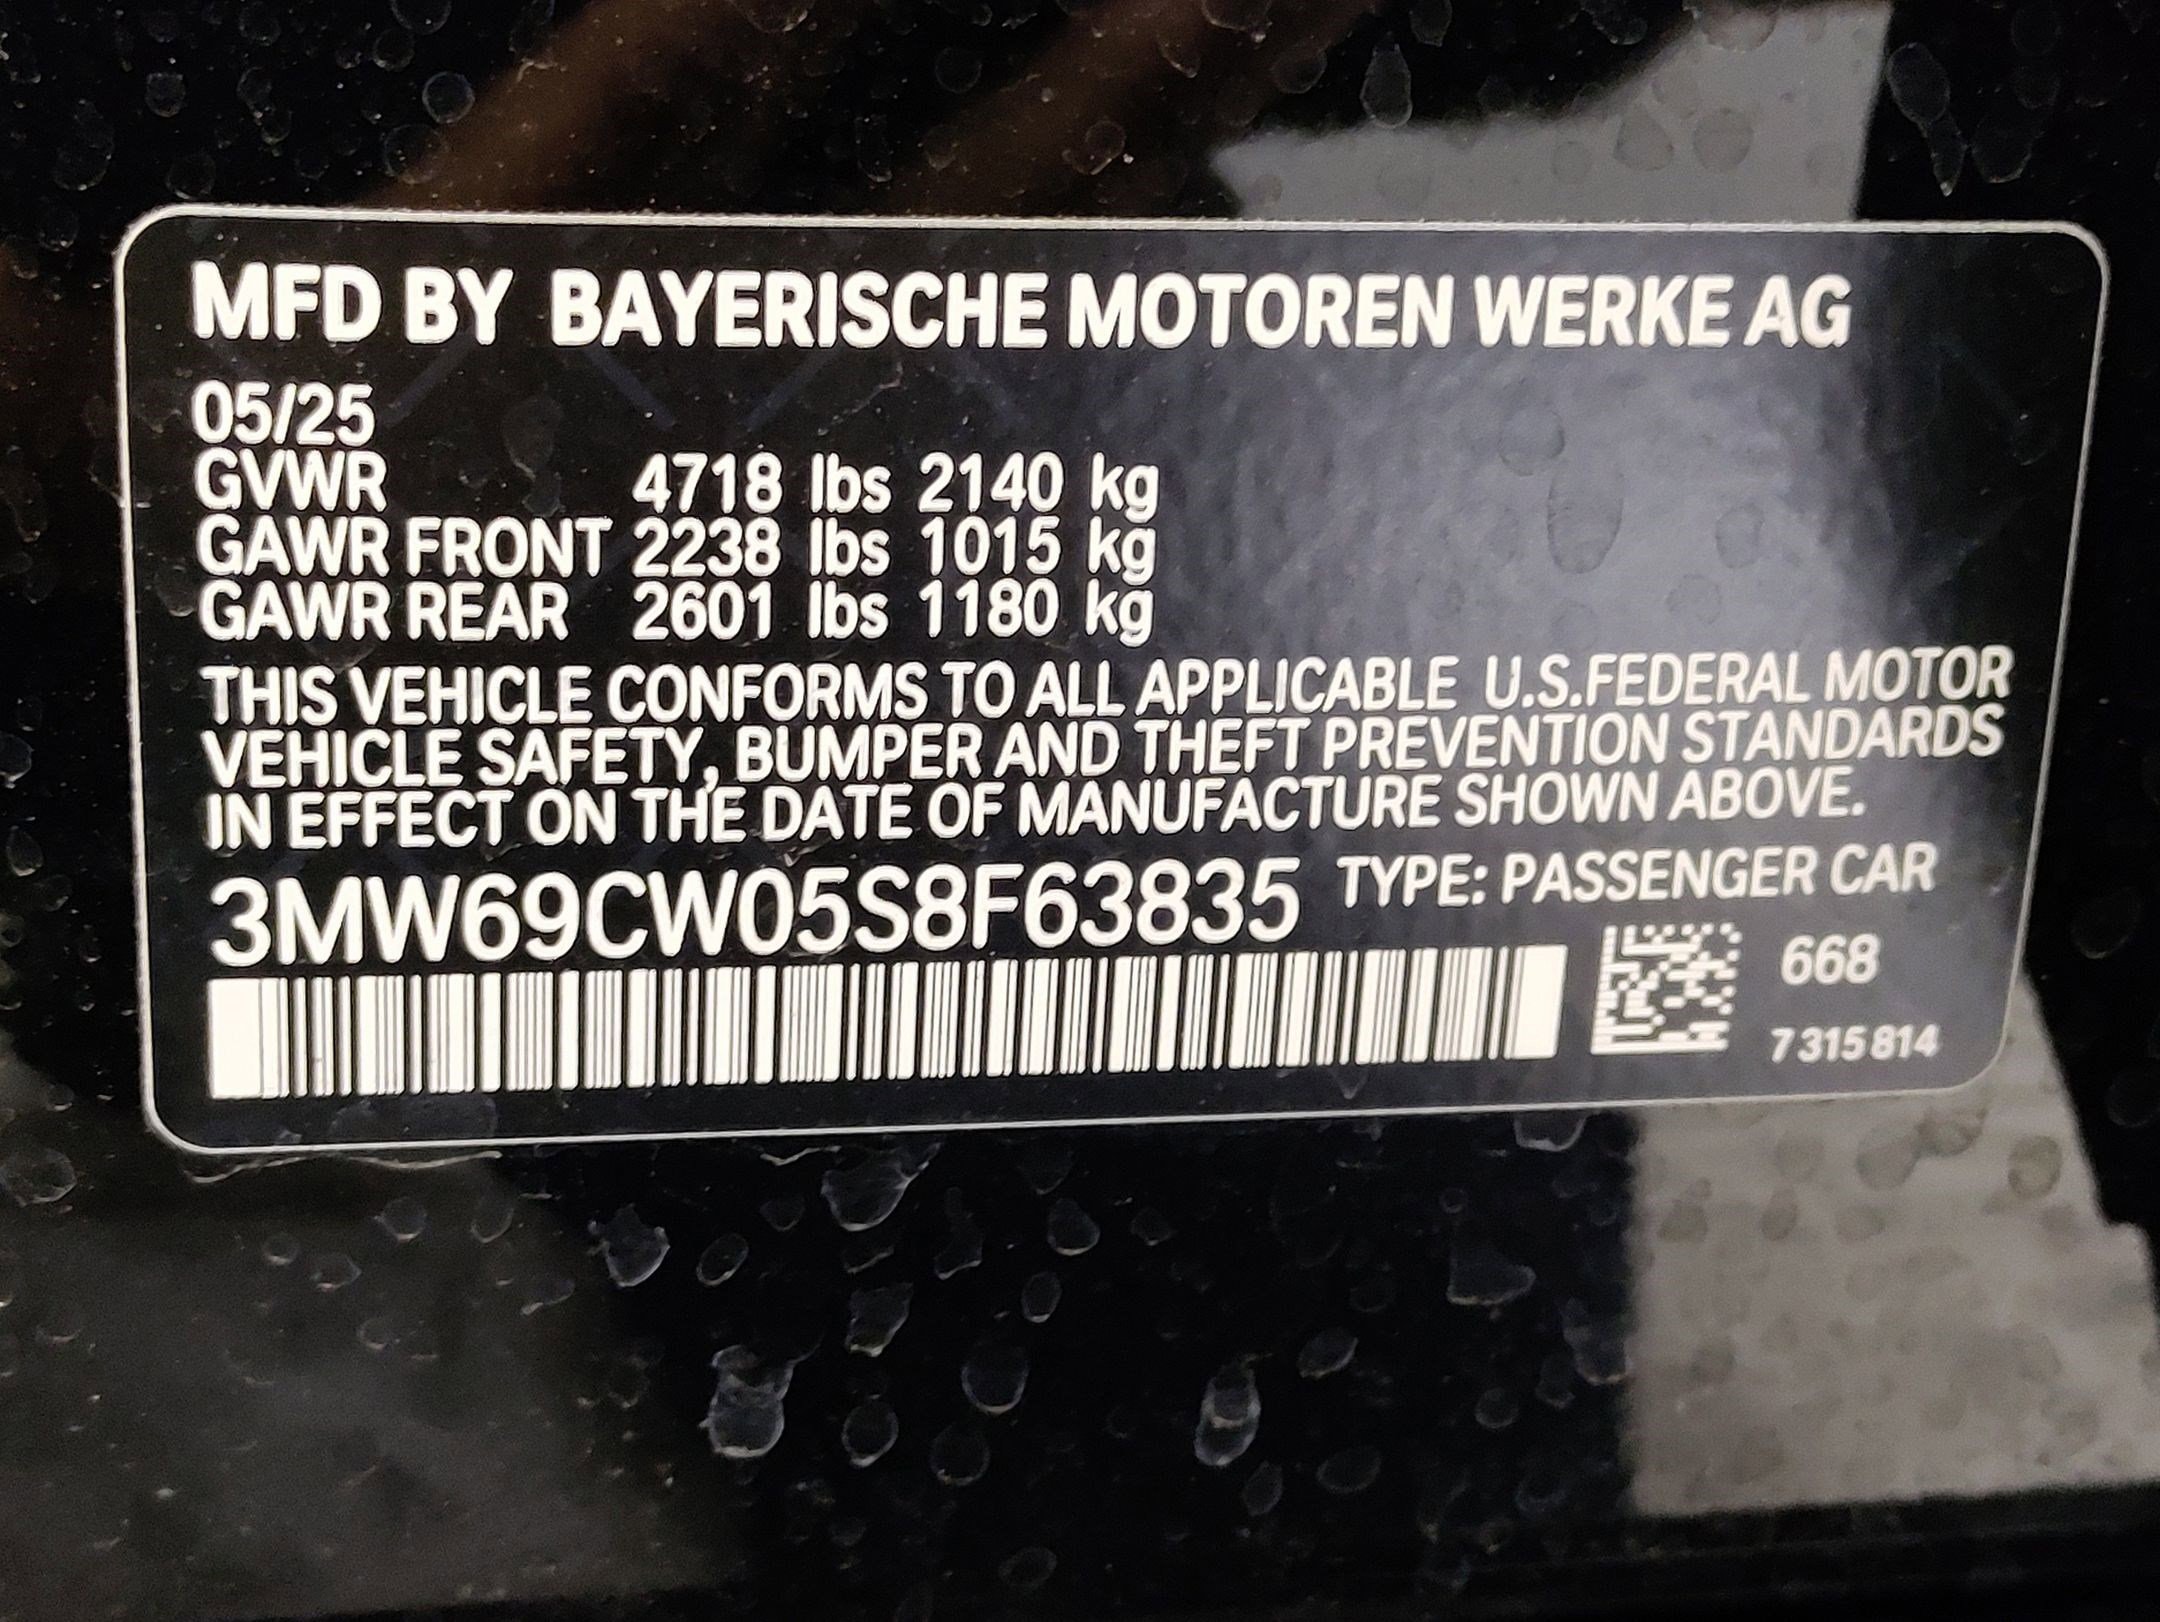 MFD BY BAYERISCHE MOTOREN WERKE AG
05/25
GVWR 4718 lbs 2140 kg
GAWR FRONT 2238 lbs 1015 kg
GAWR REAR 2601 lbs 1180 kg
THIS VEHICLE CONFORMS TO ALL APPLICABLE U.S.FEDERAL MOTOR
VEHICLE SAFETY, BUMPER AND THEFT PREVENTION STANDARDS
IN EFFECT ON THE DATE OF MANUFACTURE SHOWN ABOVE.
3MW69CW05S8F63835 TYPE: PASSENGER CAR
668
7 315 814